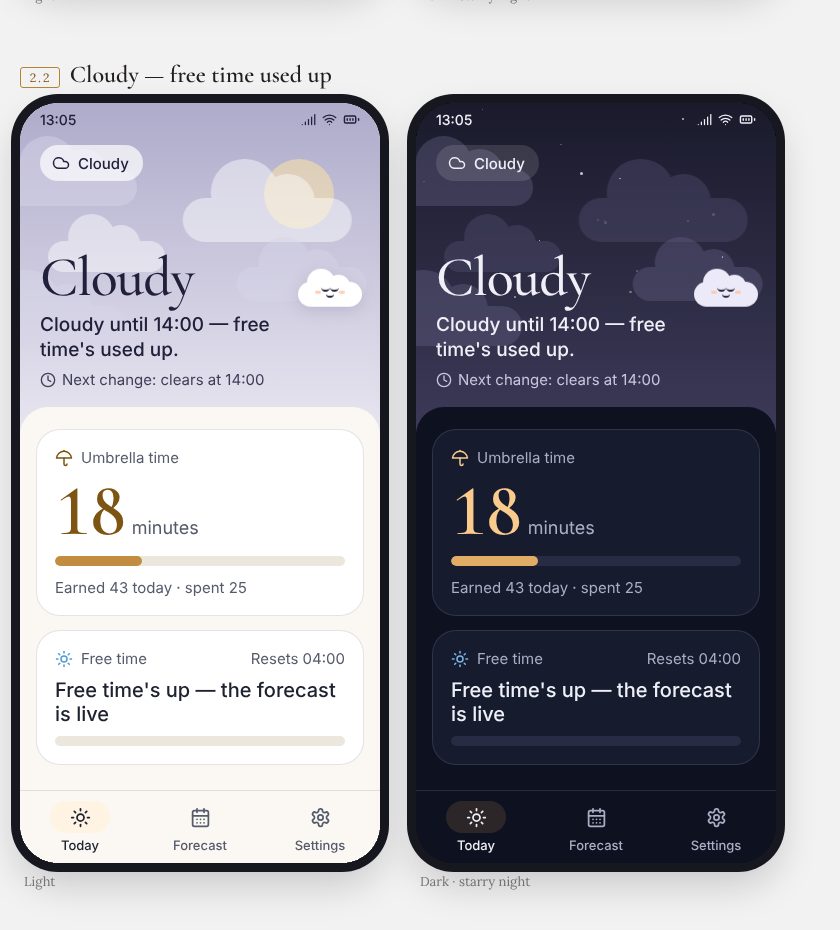 2.2 Cloudy — free time used up
13:05
Cloudy
Cloudy
Cloudy until 14:00 — free
time's used up.
Next change: clears at 14:00
Umbrella time
18 minutes
Earned 43 today · spent 25
Free time Resets 04:00
Free time's up — the forecast
is live
Today Forecast Settings
Light
13:05
Cloudy
Cloudy
Cloudy until 14:00 — free
time's used up.
Next change: clears at 14:00
Umbrella time
18 minutes
Earned 43 today · spent 25
Free time Resets 04:00
Free time's up — the forecast
is live
Today Forecast Settings
Dark · starry night